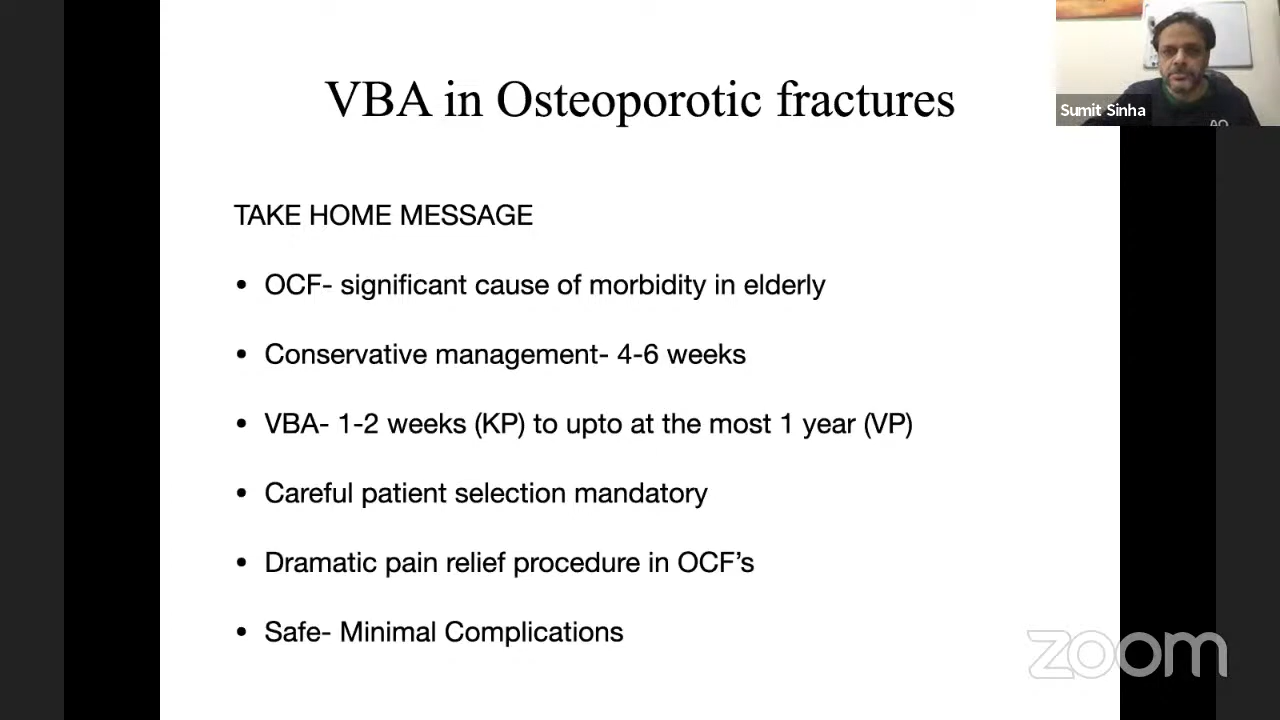 VBA in Osteoporotic fractures
Sumit Sinha
TAKE HOME MESSAGE
• OCF- significant cause of morbidity in elderly
• Conservative management- 4-6 weeks
• VBA- 1-2 weeks (KP) to upto at the most 1 year (VP)
• Careful patient selection mandatory
• Dramatic pain relief procedure in OCF’s
• Safe- Minimal Complications
zoom